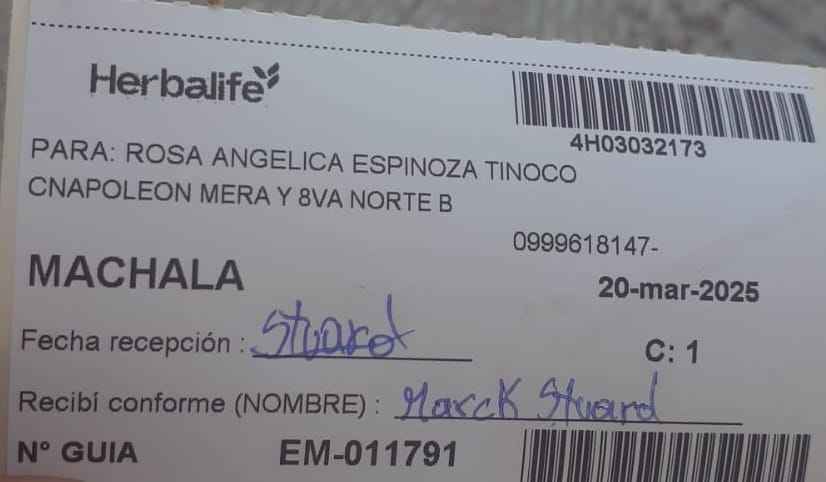 Herbalife
4H03032173
PARA: ROSA ANGELICA ESPINOZA TINOCO
CNAPOLEON MERA Y 8VA NORTE B
0999618147-
MACHALA
20-mar-2025
Fecha recepción : Stuard
C: 1
Recibí conforme (NOMBRE) : Marck Stuard
N° GUIA EM-011791